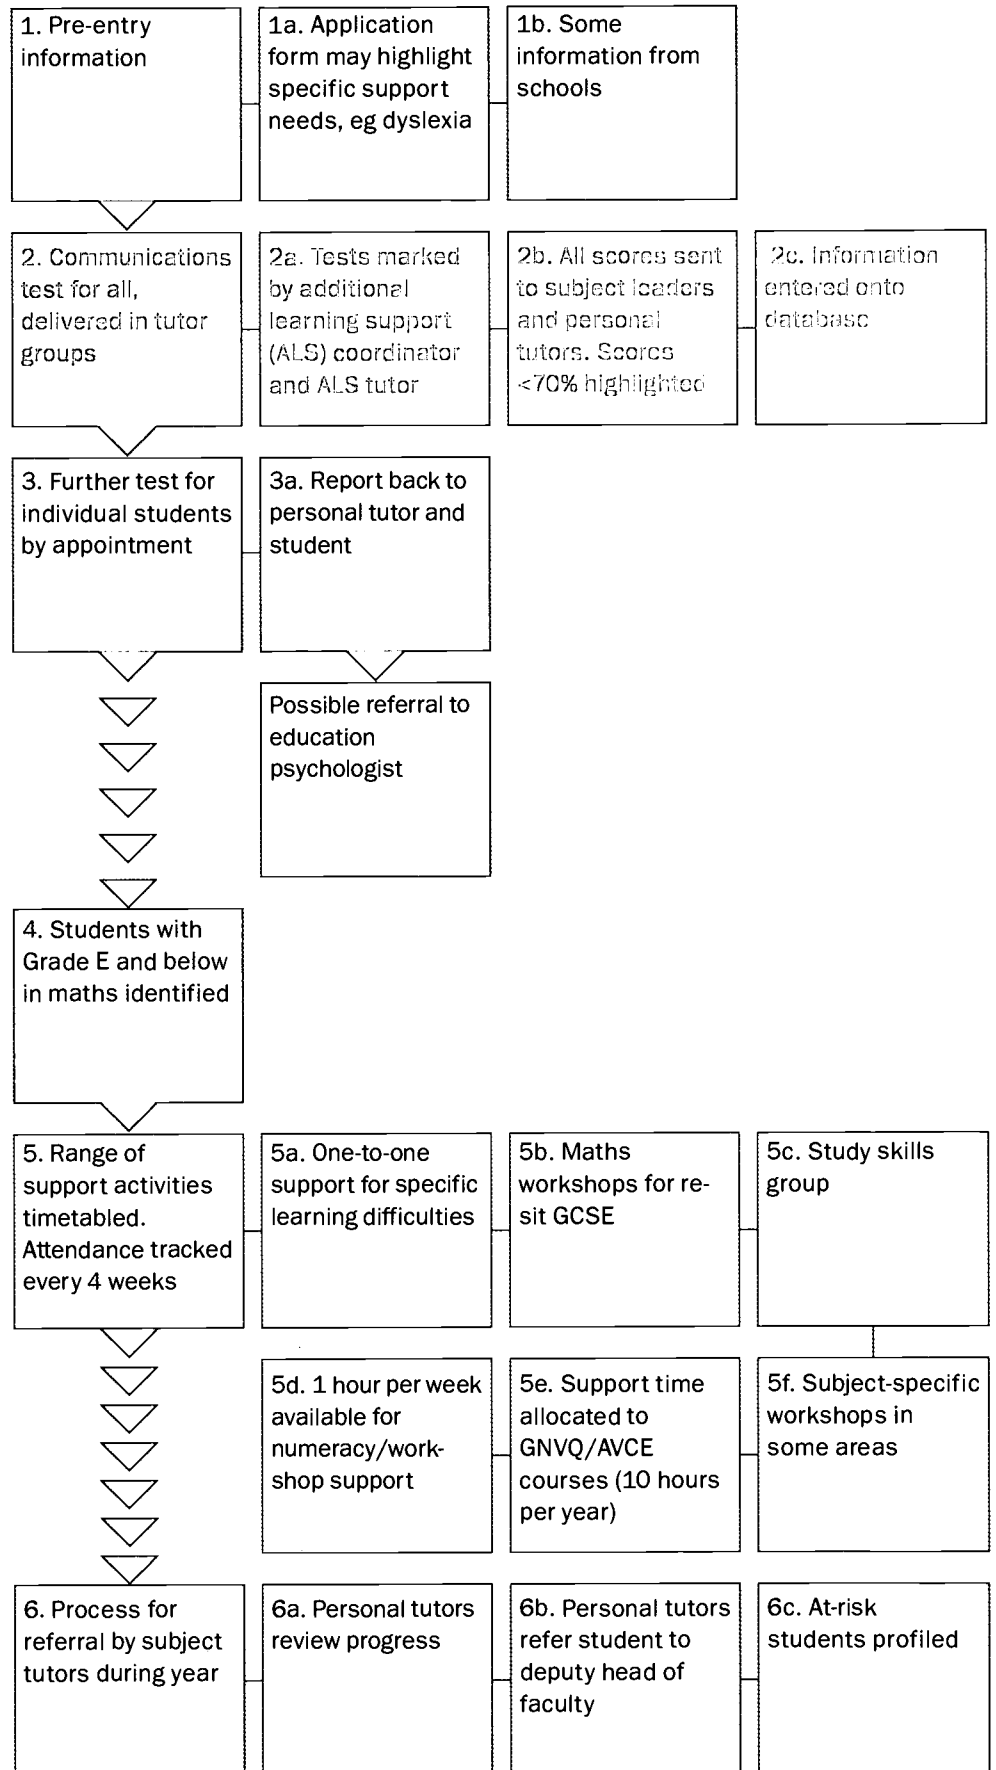 1. Pre-entry
information
1a. Application
form may highlight
specific support
needs, eg dyslexia
1b. Some
information from
schools
2. Communications
test for all,
delivered in tutor
groups
2a. Tests marked
by additional
learning support
(ALS) coordinator
and ALS tutor
2b. All scores sent
to subject leaders
and personal
tutors. Scores
<70% highlighted
2c. Information
entered onto
database
3. Further test for
individual students
by appointment
3a. Report back to
personal tutor and
student
Possible referral to
education
psychologist
4. Students with
Grade E and below
in maths identified
5. Range of
support activities
timetabled.
Attendance tracked
every 4 weeks
5a. One-to-one
support for specific
learning difficulties
5b. Maths
workshops for re-
sit GCSE
5c. Study skills
group
5d. 1 hour per week
available for
numeracy/work-
shop support
5e. Support time
allocated to
GNVQ/AVCE
courses (10 hours
per year)
5f. Subject-specific
workshops in
some areas
6. Process for
referral by subject
tutors during year
6a. Personal tutors
review progress
6b. Personal tutors
refer student to
deputy head of
faculty
6c. At-risk
students profiled